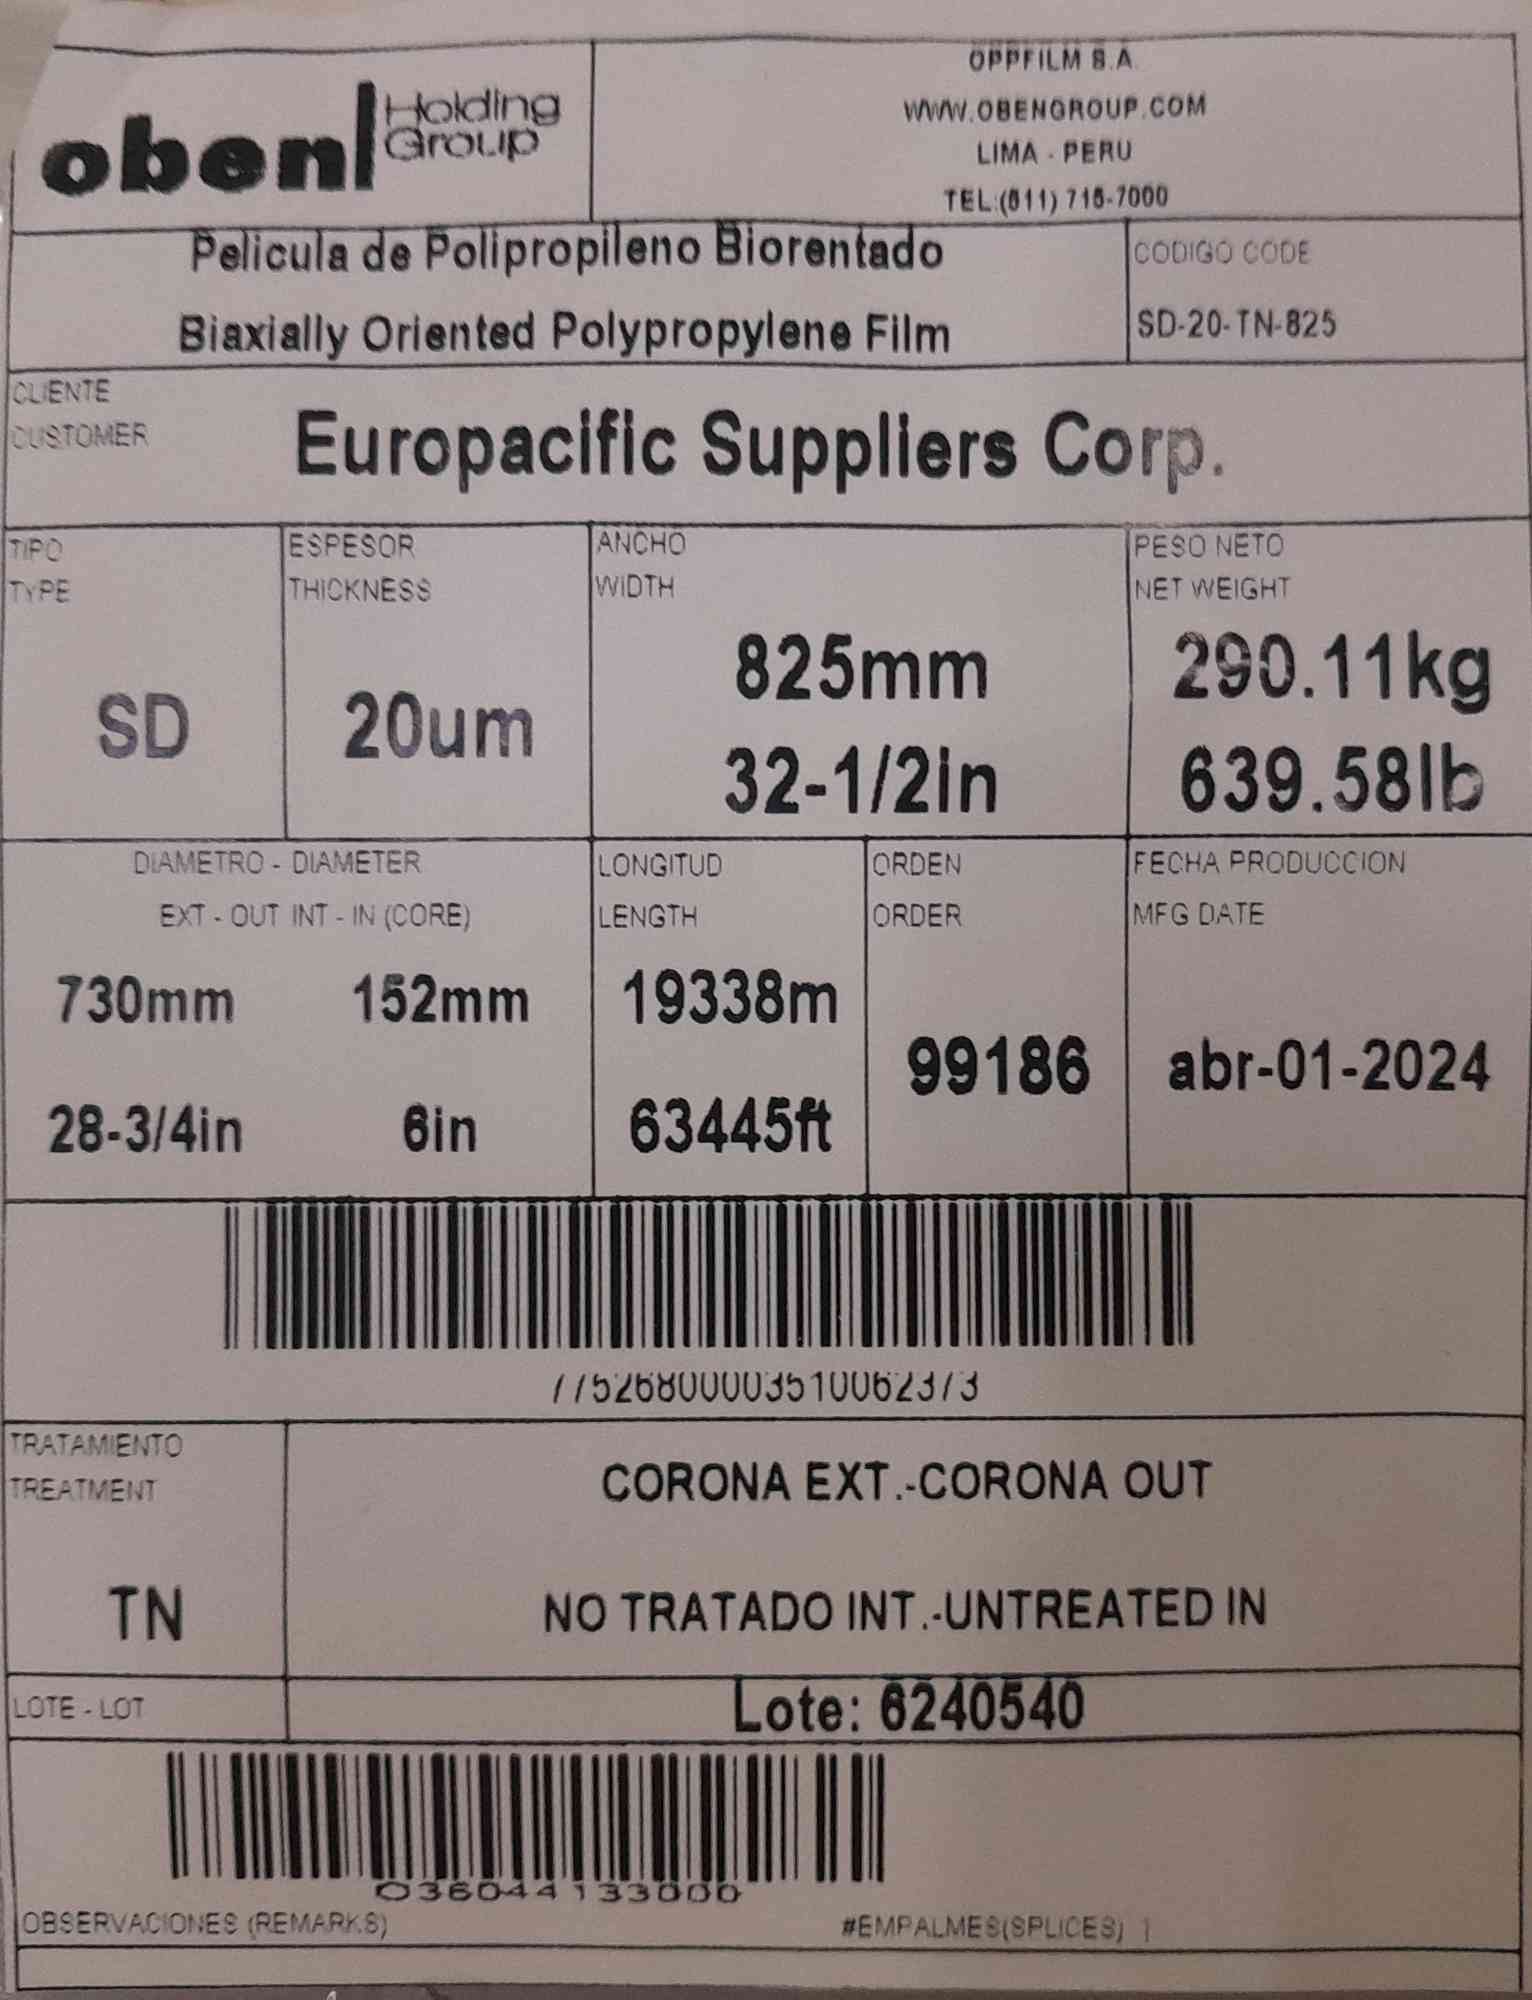 oben Holding Group
OPPFILM S.A.
WWW.OBENGROUP.COM
LIMA - PERU
TEL:(511) 716-7000
Pelicula de Polipropileno Biorentado
Biaxially Oriented Polypropylene Film
CODIGO CODE
SD-20-TN-825
CLIENTE
CUSTOMER
Europacific Suppliers Corp.
TIPO
TYPE
SD
ESPESOR
THICKNESS
20um
ANCHO
WIDTH
825mm
32-1/2in
PESO NETO
NET WEIGHT
290.11kg
639.58lb
DIAMETRO - DIAMETER
EXT - OUT INT - IN (CORE)
730mm 152mm
28-3/4in 6in
LONGITUD
LENGTH
19338m
63445ft
ORDEN
ORDER
99186
FECHA PRODUCCION
MFG DATE
abr-01-2024
77526800003510062373
TRATAMIENTO
TREATMENT
TN
CORONA EXT.-CORONA OUT
NO TRATADO INT.-UNTREATED IN
LOTE - LOT
Lote: 6240540
036044133000
OBSERVACIONES (REMARKS)
#EMPALMES(SPLICES) 1